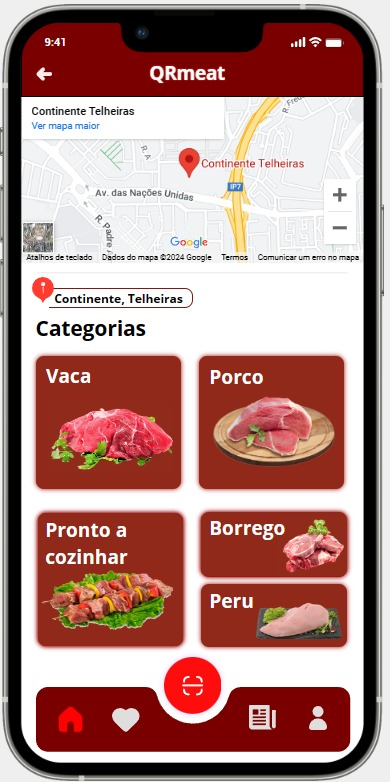 9:41
QRmeat
Continente Telheiras
Ver mapa maior
R. A
Continente Telheiras
Av. das Nações Unidas
IP7
R. Padre
Google
Atalhos de teclado Dados do mapa ©2024 Google Termos Comunicar um erro no mapa
Continente, Telheiras
Categorias
Vaca
Porco
Pronto a
cozinhar
Borrego
Peru